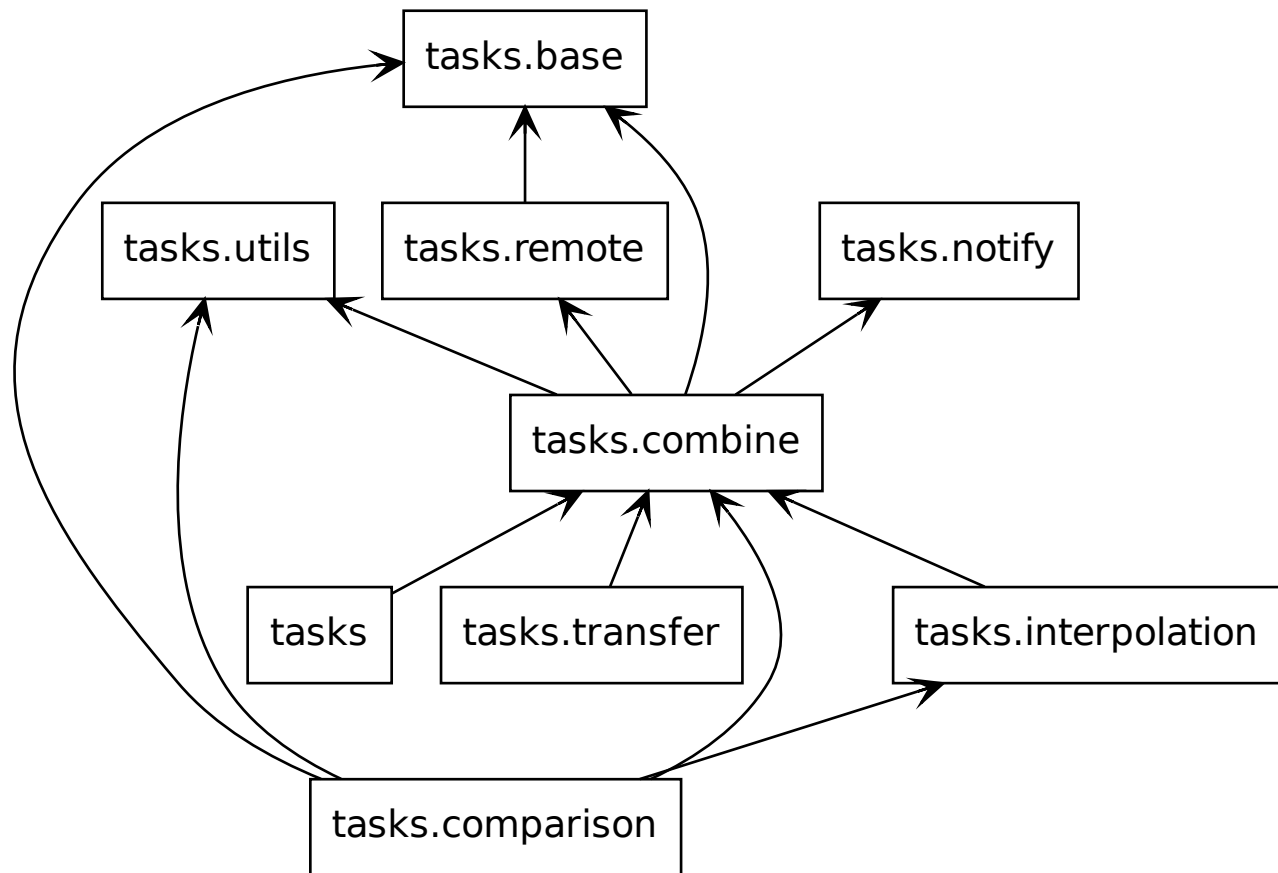 tasks.base
tasks.utils
tasks.remote
tasks.notify
tasks.combine
tasks
tasks.transfer
tasks.interpolation
tasks.comparison